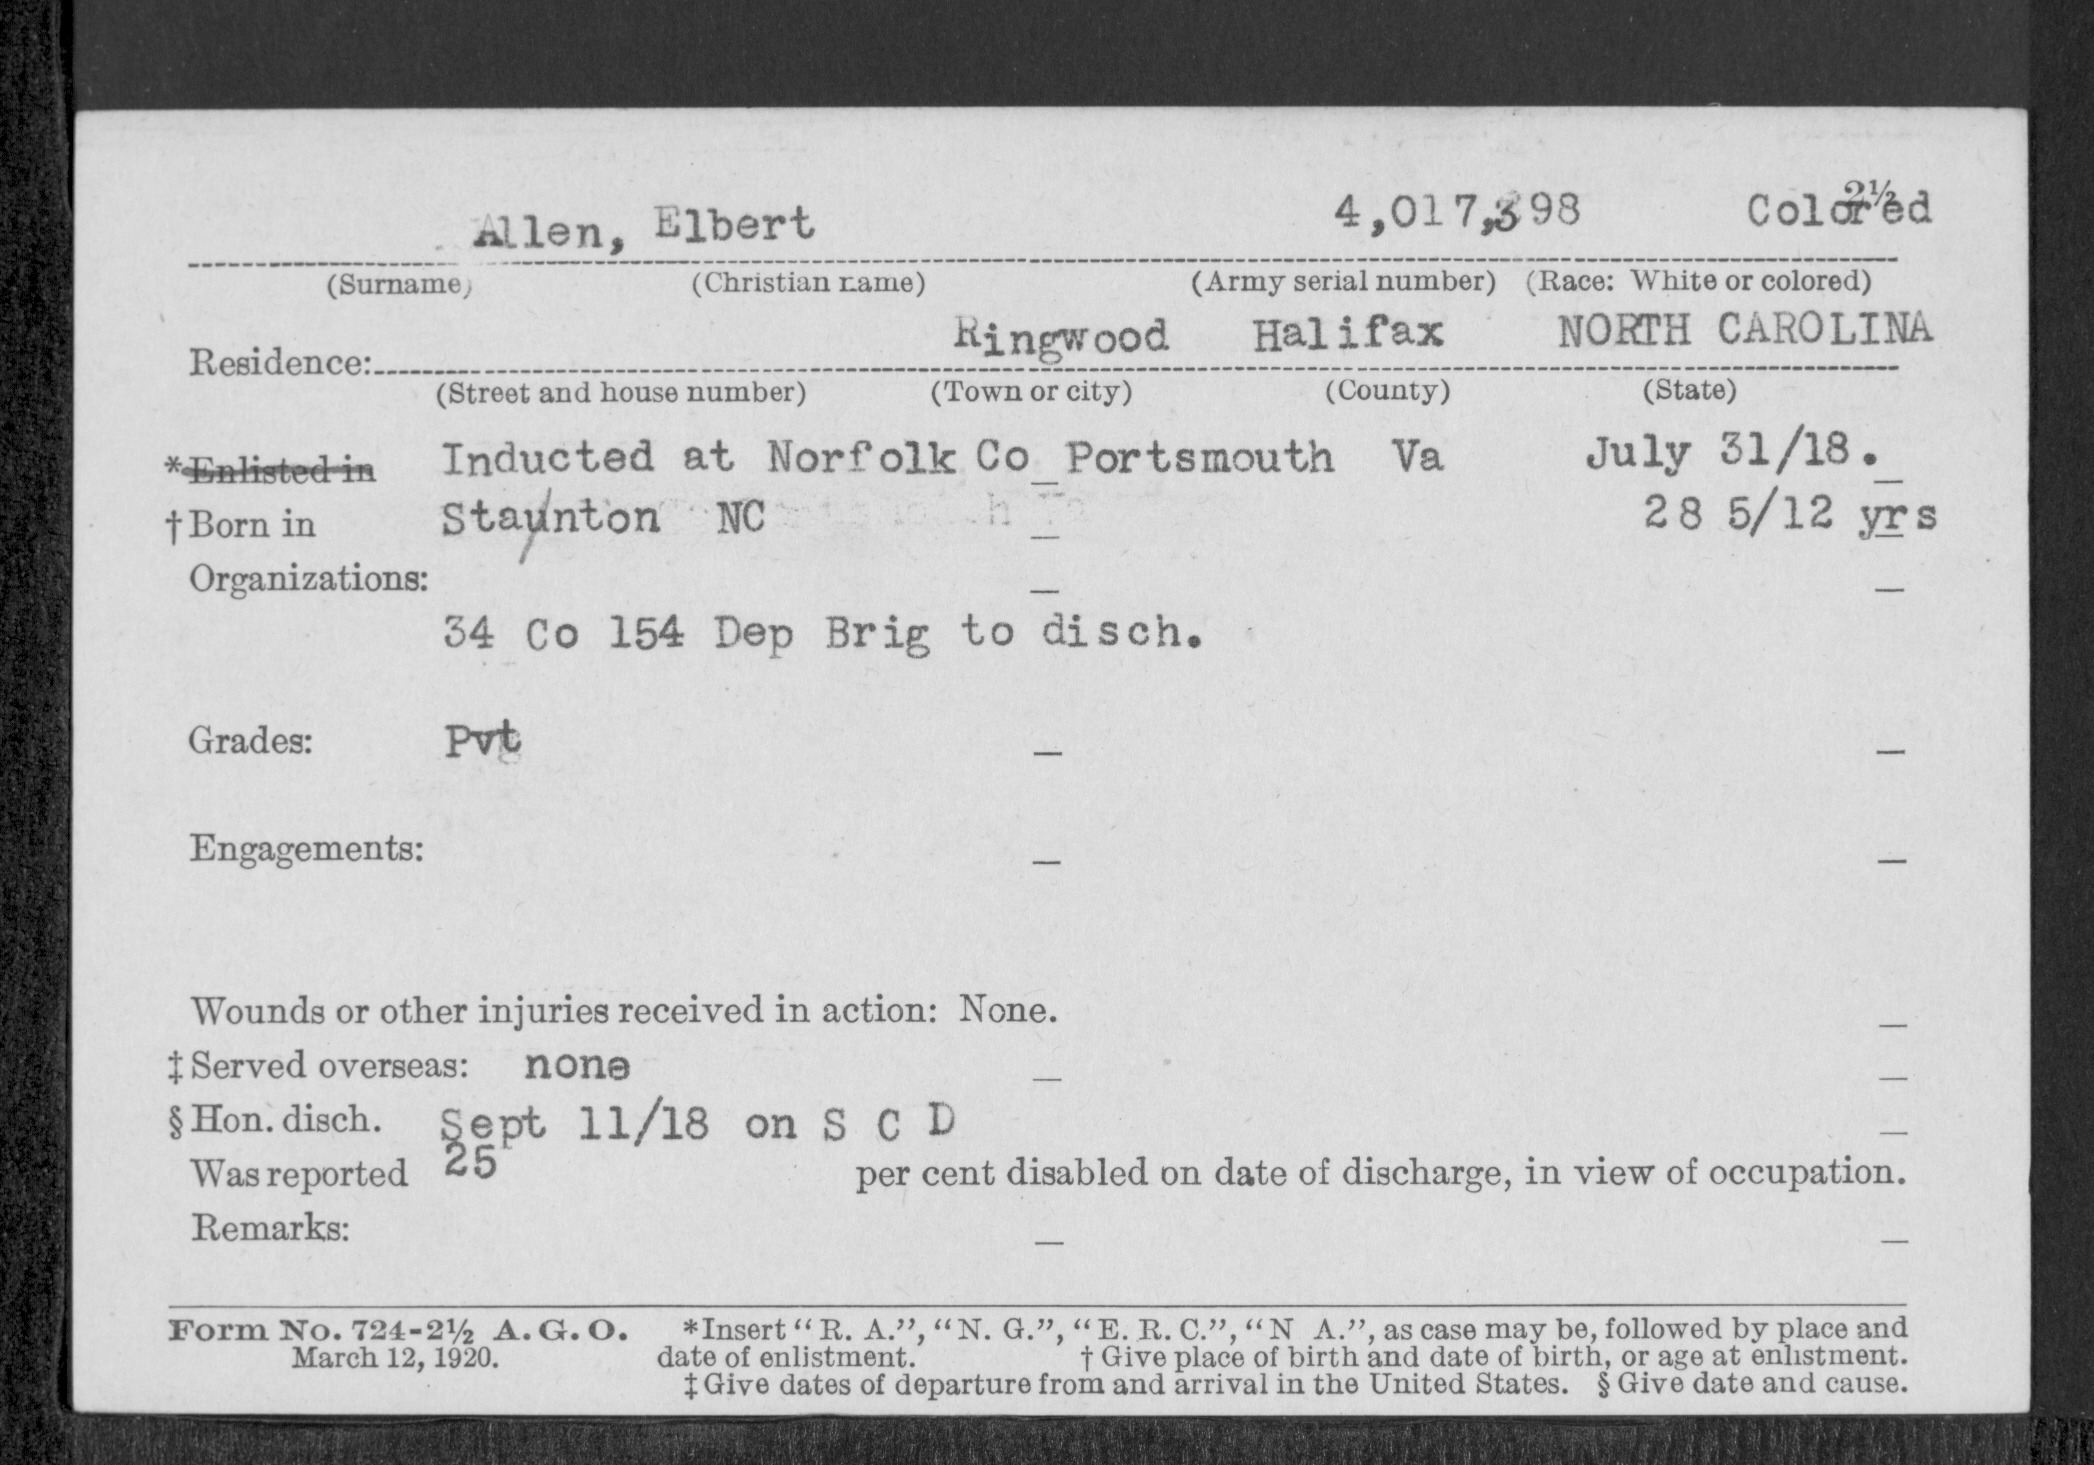 2½
Allen, Elbert 4,017,398 Colored
(Surname) (Christian name) (Army serial number) (Race: White or colored)
Ringwood Halifax NORTH CAROLINA
Residence:
(Street and house number) (Town or city) (County) (State)
*Enlisted in Inducted at Norfolk Co Portsmouth Va July 31/18.
†Born in Staunton NC 28 5/12 yrs
Organizations:
34 Co 154 Dep Brig to disch.
Grades: Pvt
Engagements:
Wounds or other injuries received in action: None.
‡Served overseas: none
§Hon. disch. Sept 11/18 on S C D
Was reported 25 per cent disabled on date of discharge, in view of occupation.
Remarks:
Form No. 724-2½ A. G. O. *Insert "R. A.", "N. G.", "E. R. C.", "N A.", as case may be, followed by place and
March 12, 1920. date of enlistment. †Give place of birth and date of birth, or age at enlistment.
‡Give dates of departure from and arrival in the United States. §Give date and cause.